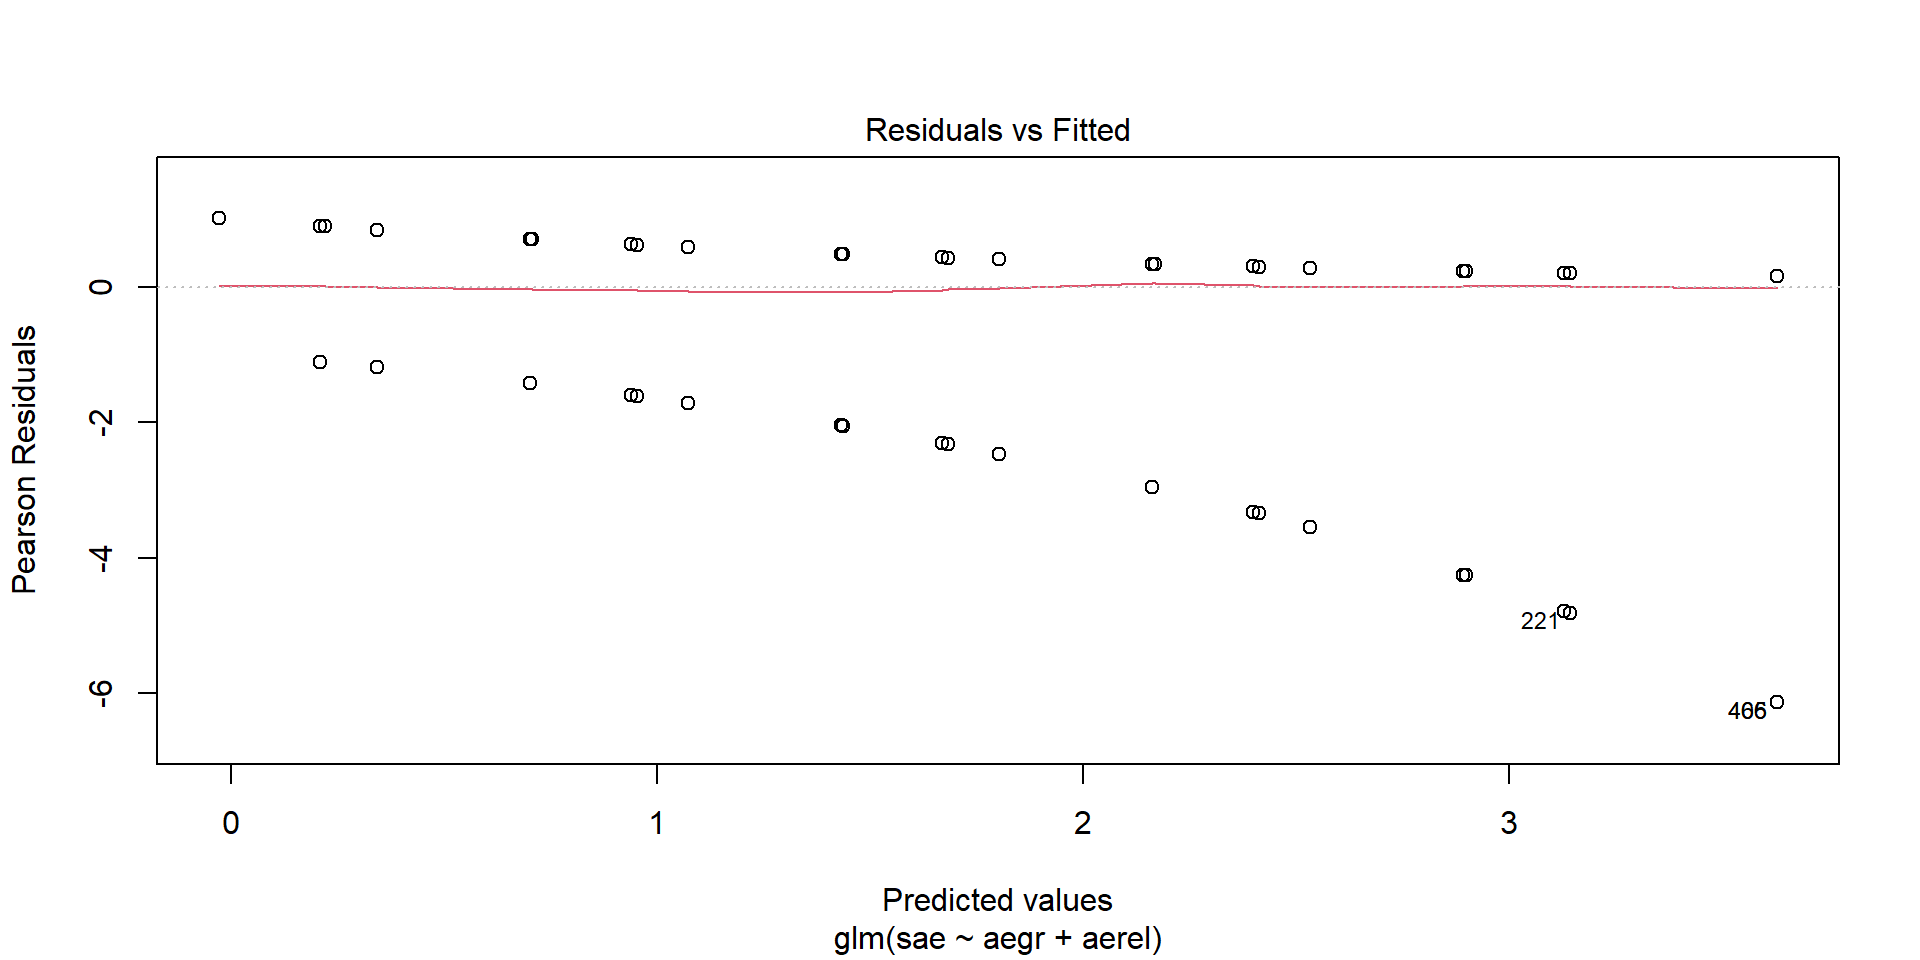 Residuals vs Fitted
Pearson Residuals
0
-2
-4
-6
221
0
1
2
3
Predicted values
glm(sae ~ aegr + aerel)